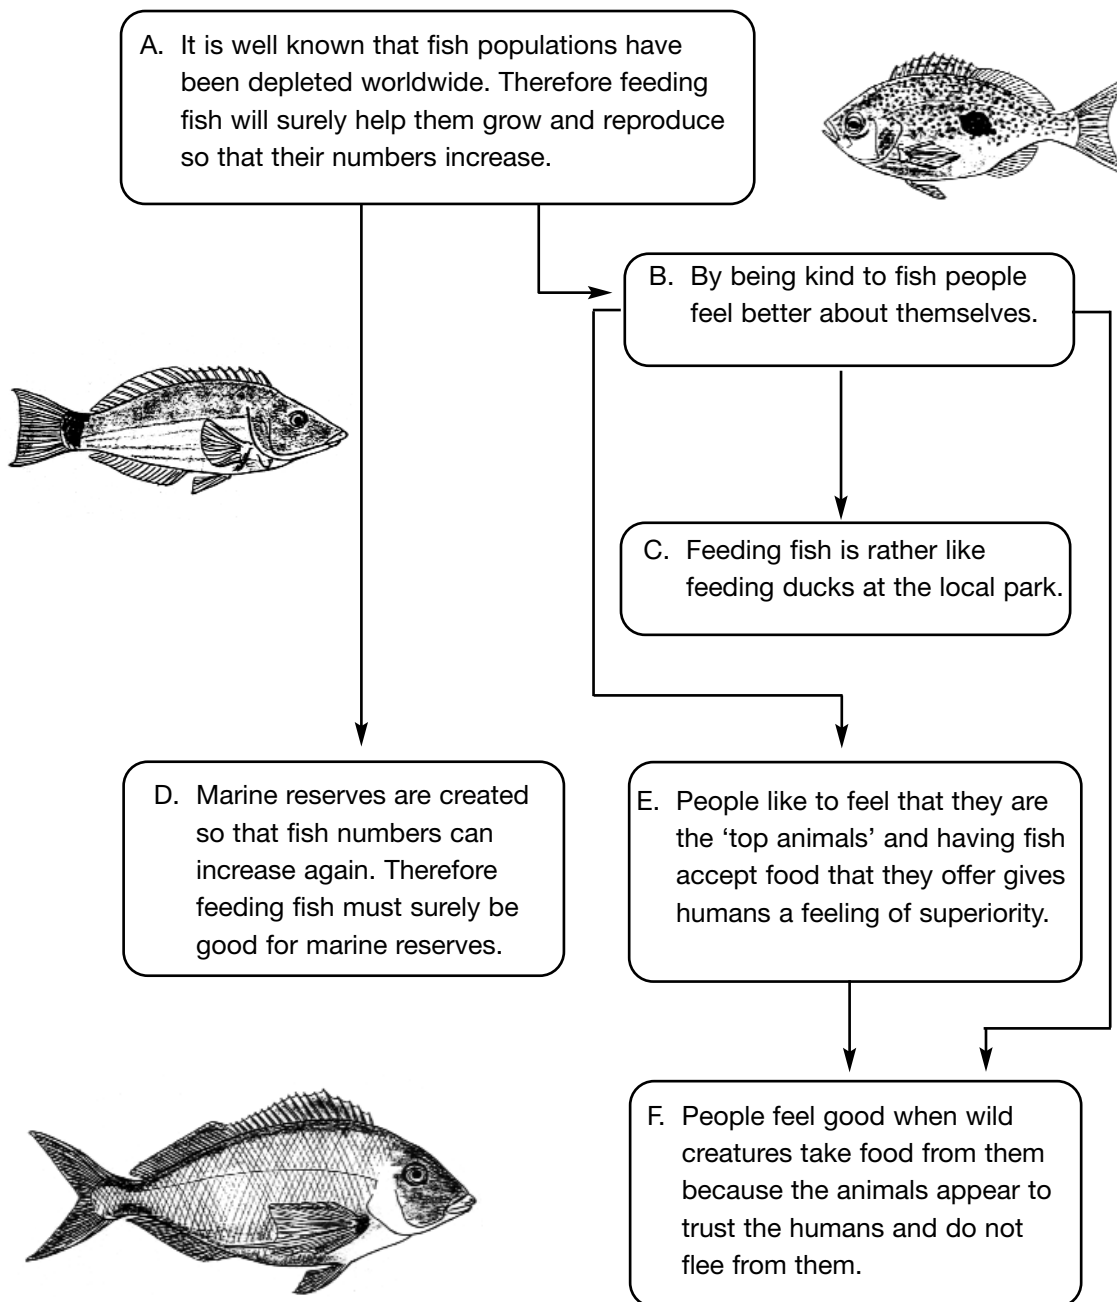 A. It is well known that fish populations have
been depleted worldwide. Therefore feeding
fish will surely help them grow and reproduce
so that their numbers increase.
B. By being kind to fish people
feel better about themselves.
C. Feeding fish is rather like
feeding ducks at the local park.
D. Marine reserves are created
so that fish numbers can
increase again. Therefore
feeding fish must surely be
good for marine reserves.
E. People like to feel that they are
the ‘top animals’ and having fish
accept food that they offer gives
humans a feeling of superiority.
F. People feel good when wild
creatures take food from them
because the animals appear to
trust the humans and do not
flee from them.